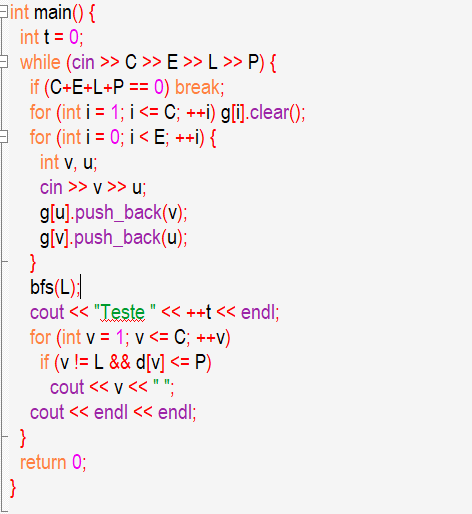 int main() {
int t = 0;
while (cin >> C >> E >> L >> P) {
if (C+E+L+P == 0) break;
for (int i = 1; i <= C; ++i) g[i].clear();
for (int i = 0; i < E; ++i) {
int v, u;
cin >> v >> u;
g[u].push_back(v);
g[v].push_back(u);
}
bfs(L);
cout << "Teste " << ++t << endl;
for (int v = 1; v <= C; ++v)
if (v != L && d[v] <= P)
cout << v << " ";
cout << endl << endl;
}
return 0;
}